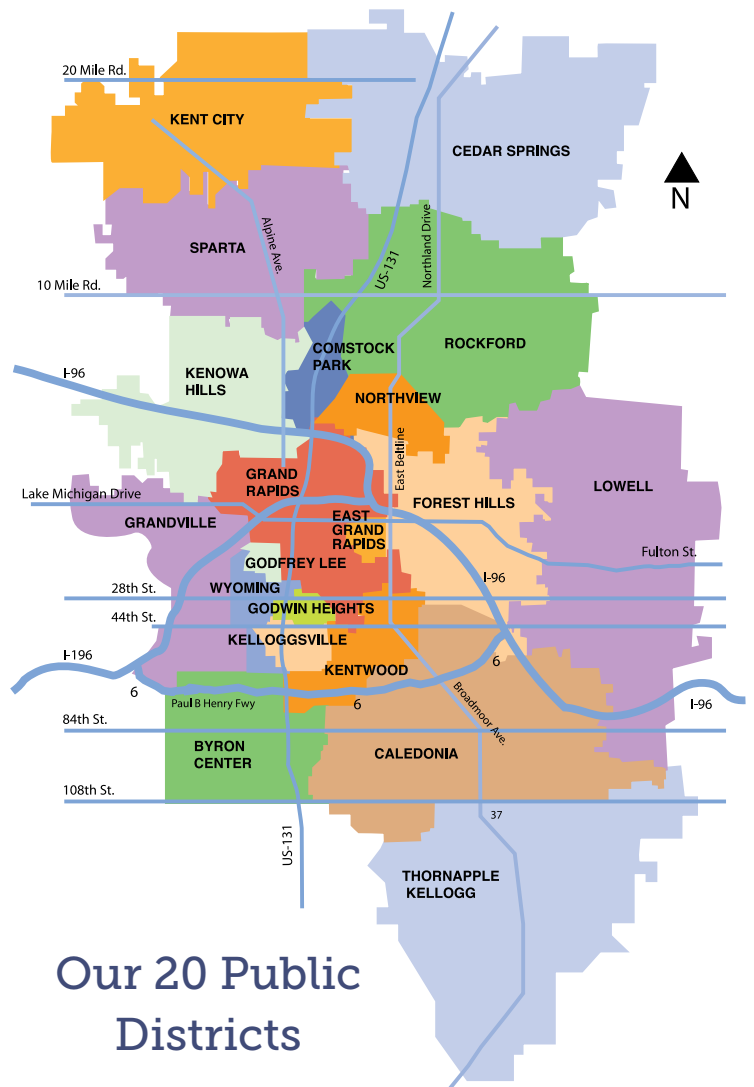 20 Mile Rd.
KENT CITY
CEDAR SPRINGS
N
Northland Drive
Alpine Ave.
SPARTA
US-131
10 Mile Rd.
COMSTOCK
PARK
ROCKFORD
I-96
KENOWA
HILLS
NORTHVIEW
East Beltline
GRAND
RAPIDS
LOWELL
Lake Michigan Drive
FOREST HILLS
GRANDVILLE
EAST
GRAND
RAPIDS
Fulton St.
GODFREY LEE
I-96
28th St.
WYOMING
GODWIN HEIGHTS
44th St.
KELLOGGSVILLE
I-196
KENTWOOD
6
6
Paul B Henry Fwy
6
Broadmoor Ave.
I-96
84th St.
BYRON
CENTER
CALEDONIA
108th St.
37
US-131
THORNAPPLE
KELLOGG
Our 20 Public
Districts